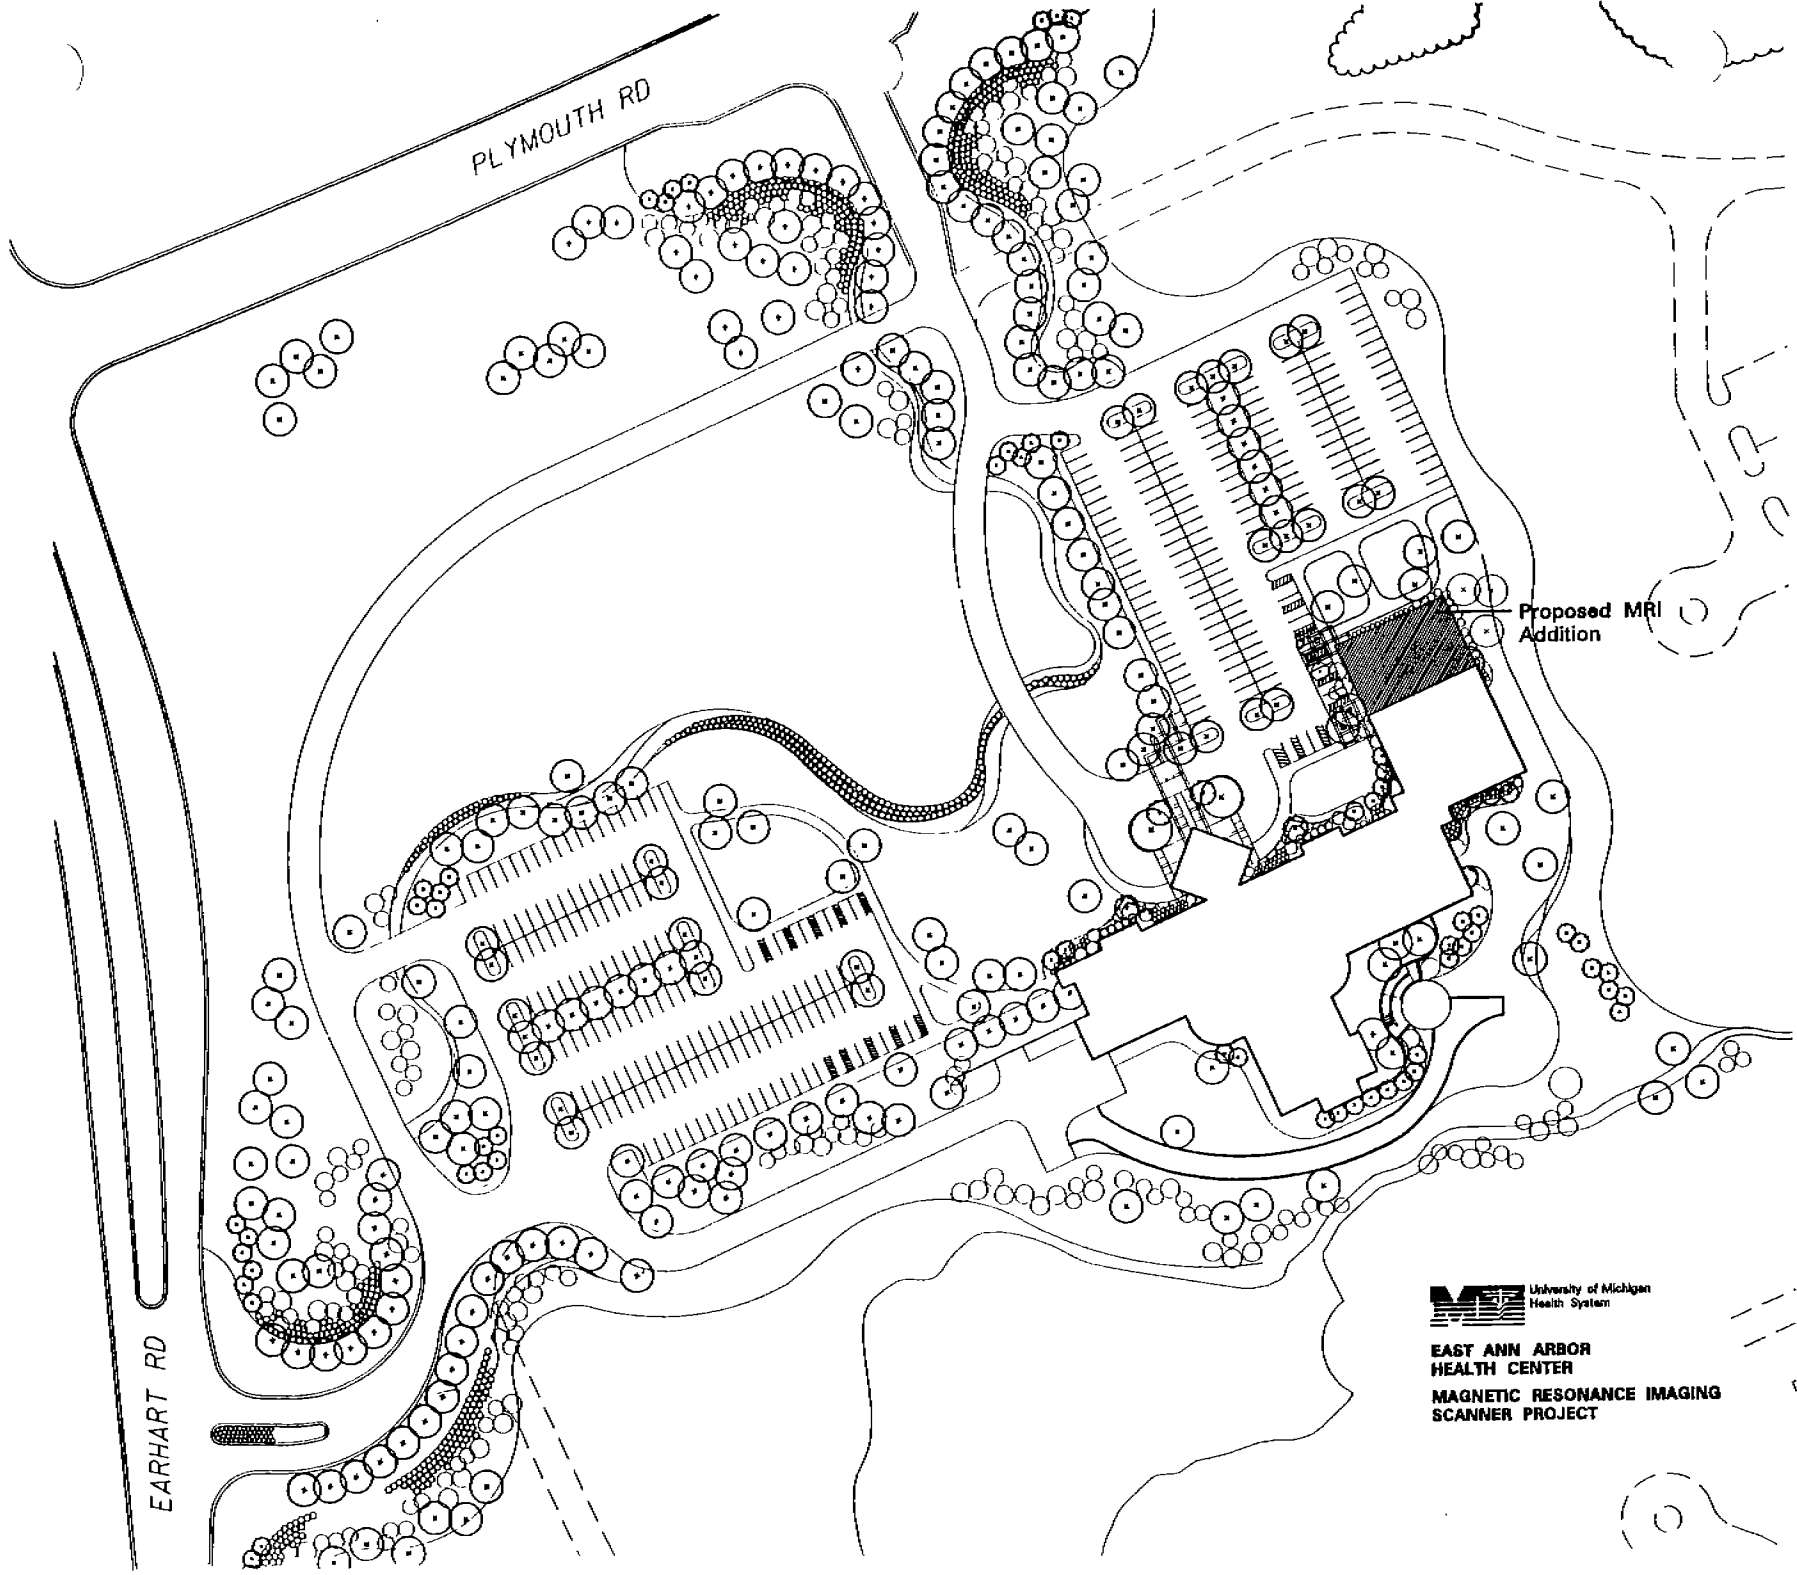 PLYMOUTH RD
Proposed MRI
Addition
University of Michigan
Health System
EAST ANN ARBOR
HEALTH CENTER
MAGNETIC RESONANCE IMAGING
SCANNER PROJECT
EARHART RD